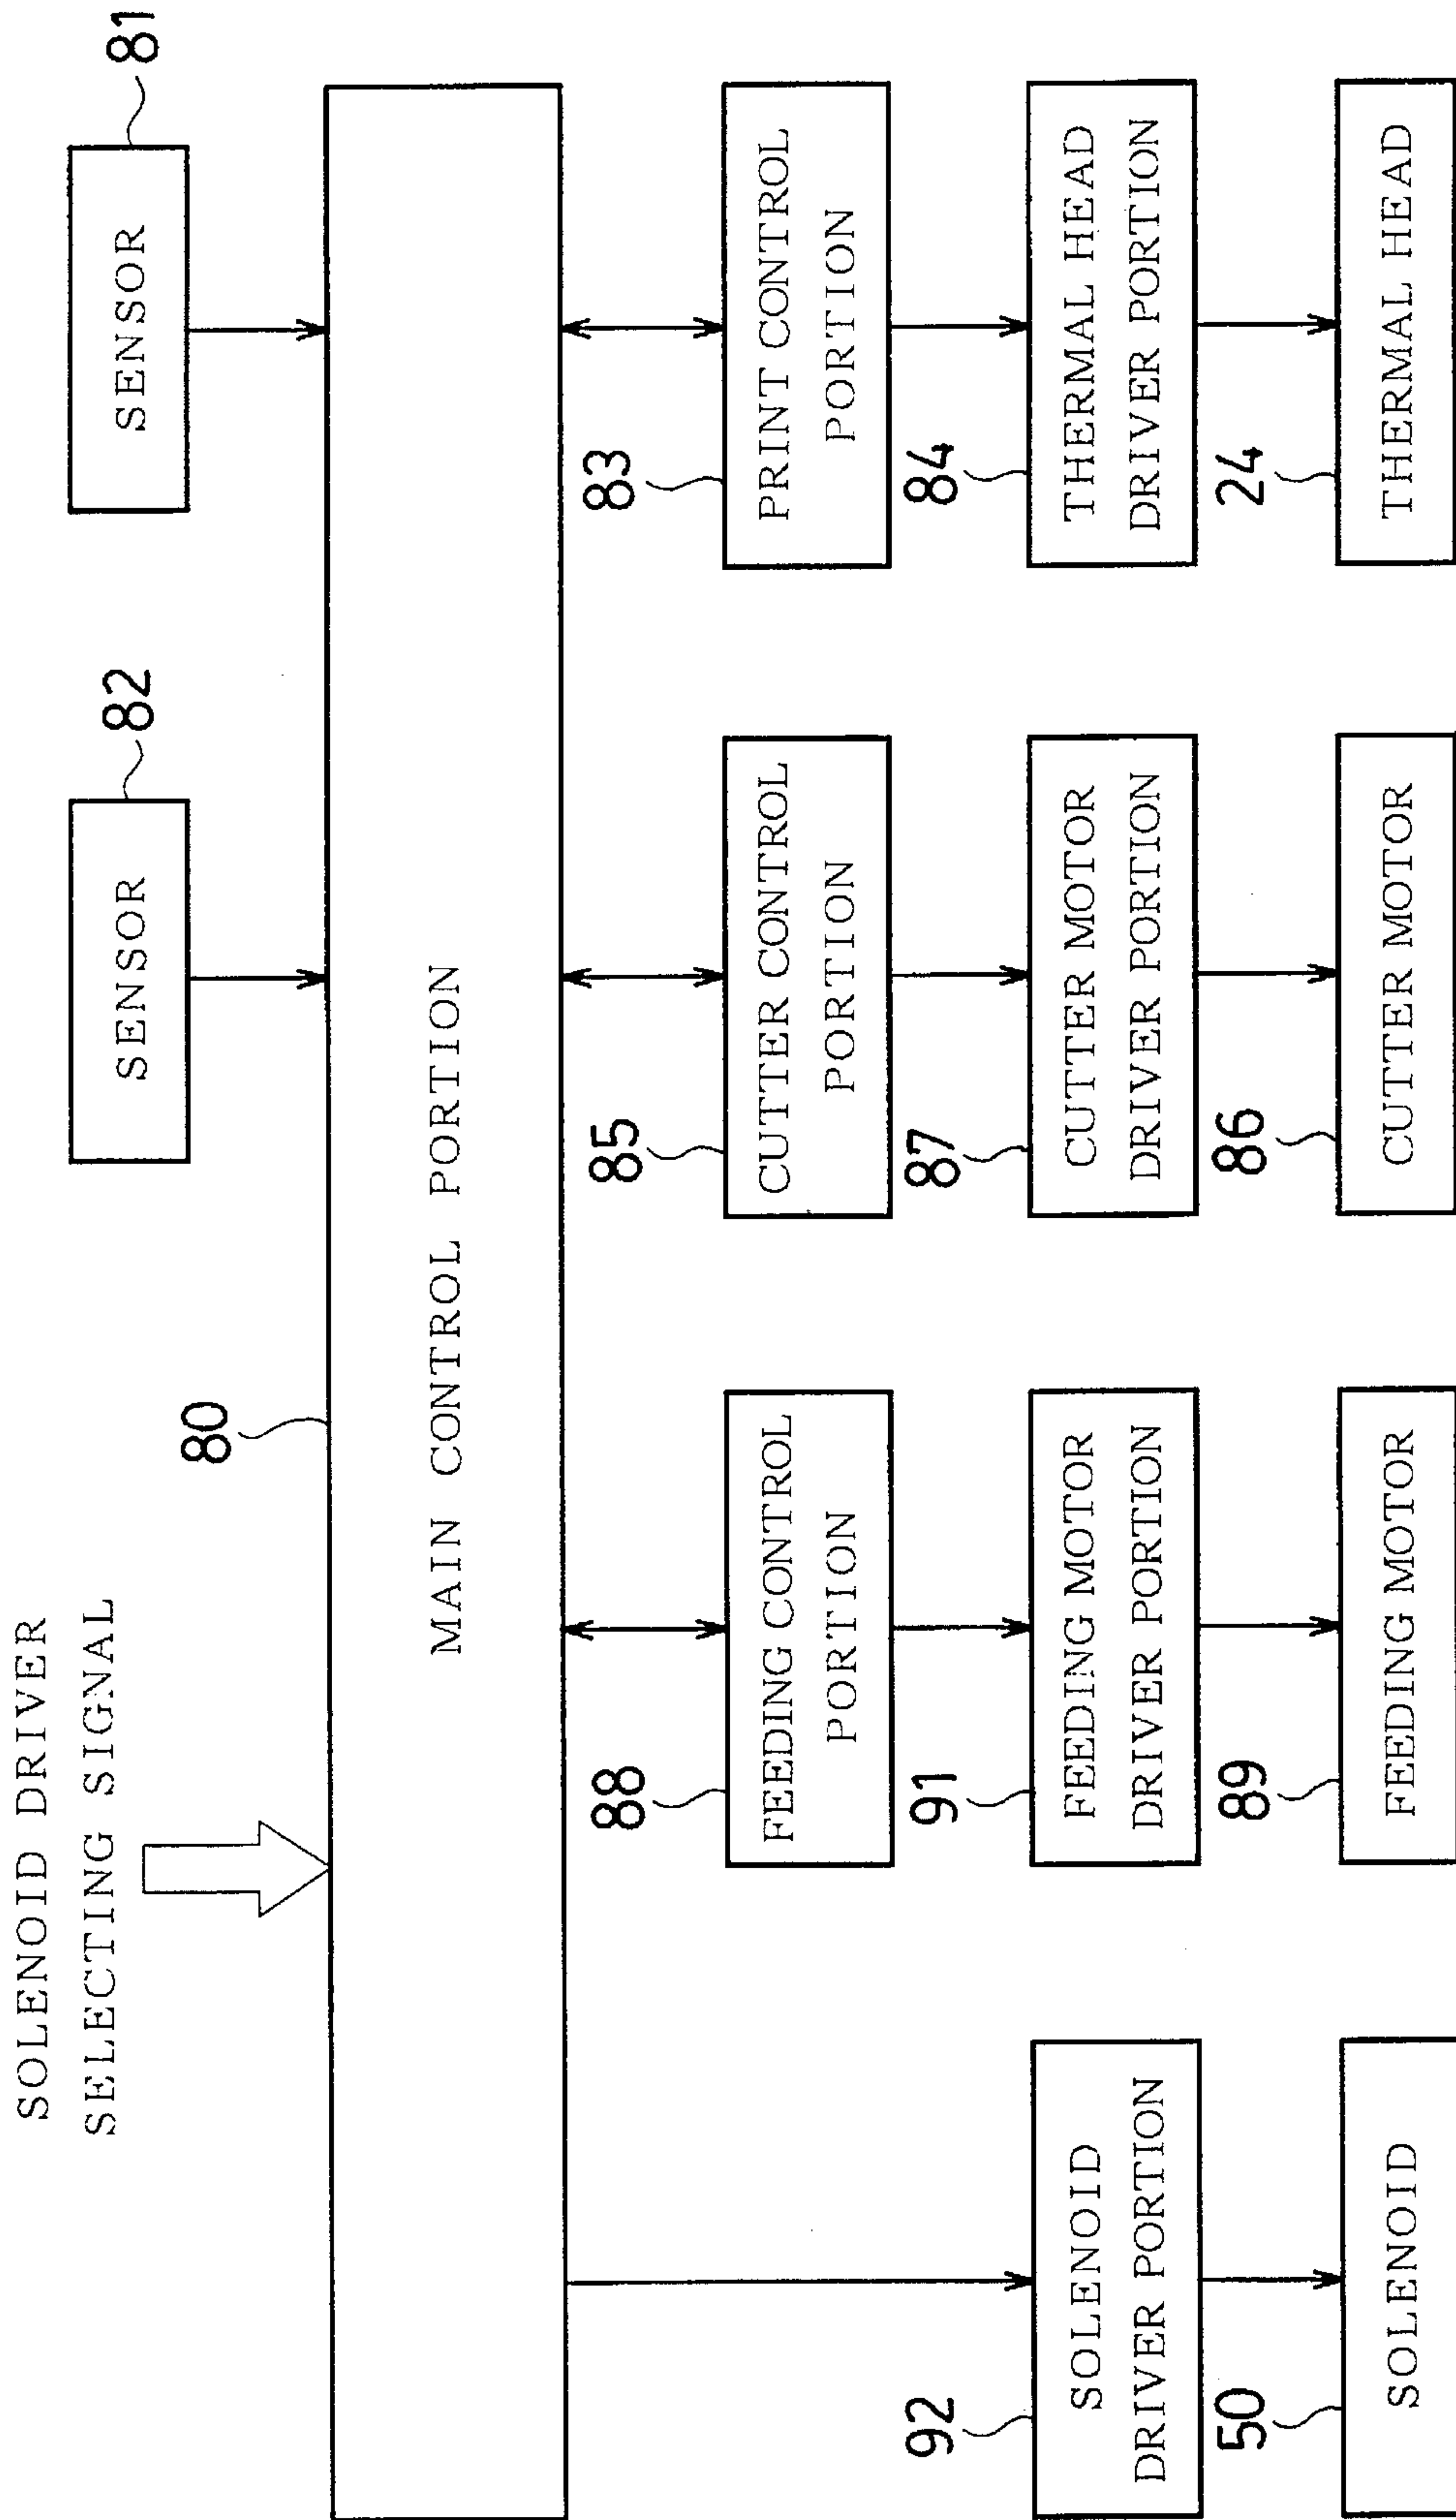 SOLENOID DRIVER
SELECTING SIGNAL
82
SENSOR
81
SENSOR
80
MAIN CONTROL PORTION
88
FEEDING CONTROL
PORTION
85
CUTTER CONTROL
PORTION
83
PRINT CONTROL
PORTION
92
SOLENOID
DRIVER PORTION
91
FEEDING MOTOR
DRIVER PORTION
87
CUTTER MOTOR
DRIVER PORTION
84
THERMAL HEAD
DRIVER PORTION
50
SOLENOID
89
FEEDING MOTOR
86
CUTTER MOTOR
24
THERMAL HEAD